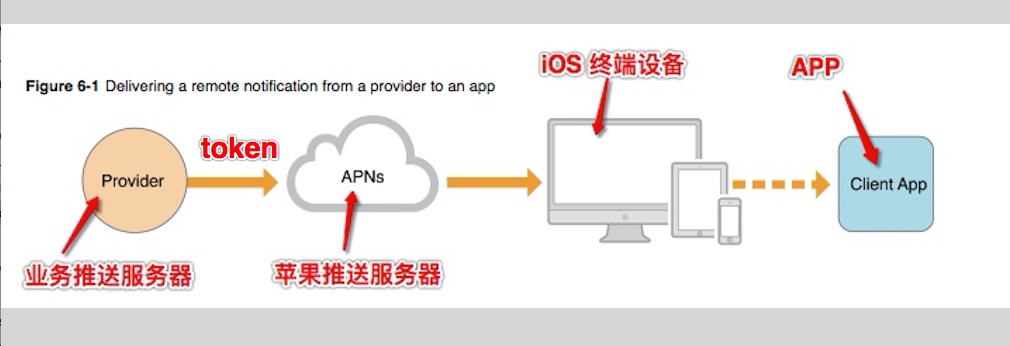 iOS 终端设备
APP
Figure 6-1 Delivering a remote notification from a provider to an app
token
Provider
APNs
Client App
业务推送服务器
苹果推送服务器